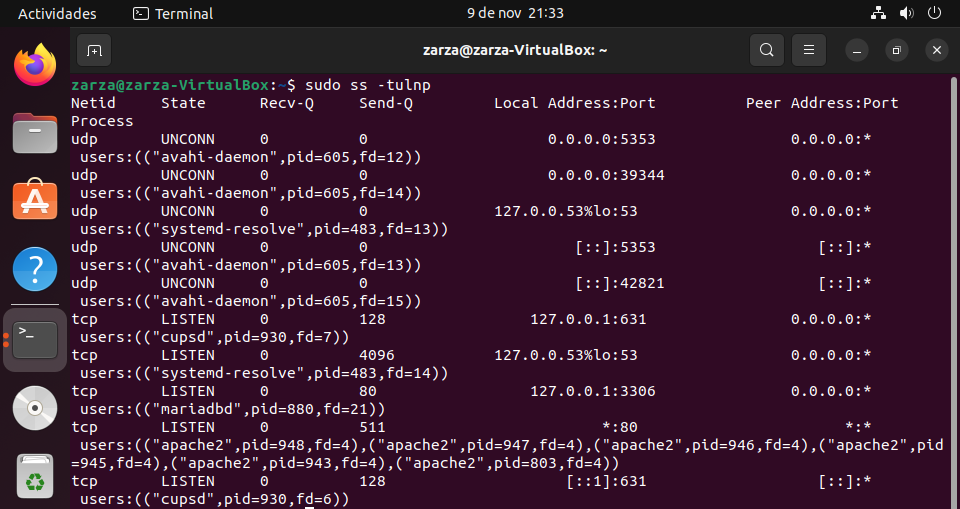 Actividades
Terminal
9 de nov 21:33
zarza@zarza-VirtualBox: ~
zarza@zarza-VirtualBox:~$ sudo ss -tulnp
Netid State Recv-Q Send-Q Local Address:Port Peer Address:Port
Process
udp UNCONN 0 0 0.0.0.0:5353 0.0.0.0:*
users:(("avahi-daemon",pid=605,fd=12))
udp UNCONN 0 0 0.0.0.0:39344 0.0.0.0:*
users:(("avahi-daemon",pid=605,fd=14))
udp UNCONN 0 0 127.0.0.53%lo:53 0.0.0.0:*
users:(("systemd-resolve",pid=483,fd=13))
udp UNCONN 0 0 [::]:5353 [::]:*
users:(("avahi-daemon",pid=605,fd=13))
udp UNCONN 0 0 [::]:42821 [::]:*
users:(("avahi-daemon",pid=605,fd=15))
tcp LISTEN 0 128 127.0.0.1:631 0.0.0.0:*
users:(("cupsd",pid=930,fd=7))
tcp LISTEN 0 4096 127.0.0.53%lo:53 0.0.0.0:*
users:(("systemd-resolve",pid=483,fd=14))
tcp LISTEN 0 80 127.0.0.1:3306 0.0.0.0:*
users:(("mariadbd",pid=880,fd=21))
tcp LISTEN 0 511 *:80 *:*
users:(("apache2",pid=948,fd=4),("apache2",pid=947,fd=4),("apache2",pid=946,fd=4),("apache2",pid
=945,fd=4),("apache2",pid=943,fd=4),("apache2",pid=803,fd=4))
tcp LISTEN 0 128 [::1]:631 [::]:*
users:(("cupsd",pid=930,fd=6))